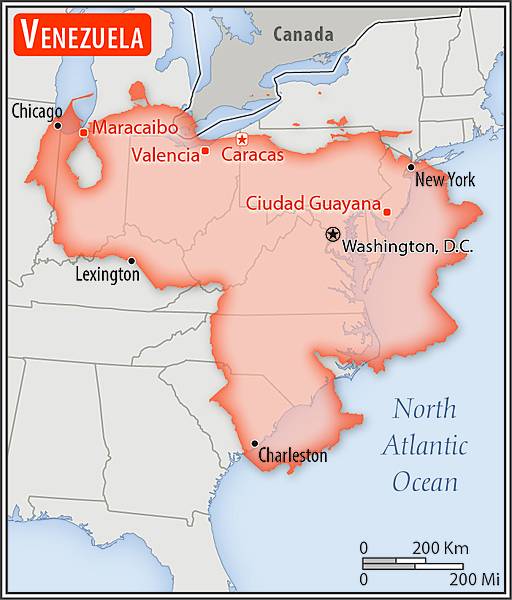 VENEZUELA
Canada
Chicago
Maracaibo
Valencia
Caracas
New York
Ciudad Guayana
Washington, D.C.
Lexington
North
Atlantic
Ocean
Charleston
0 200 Km
0 200 Mi